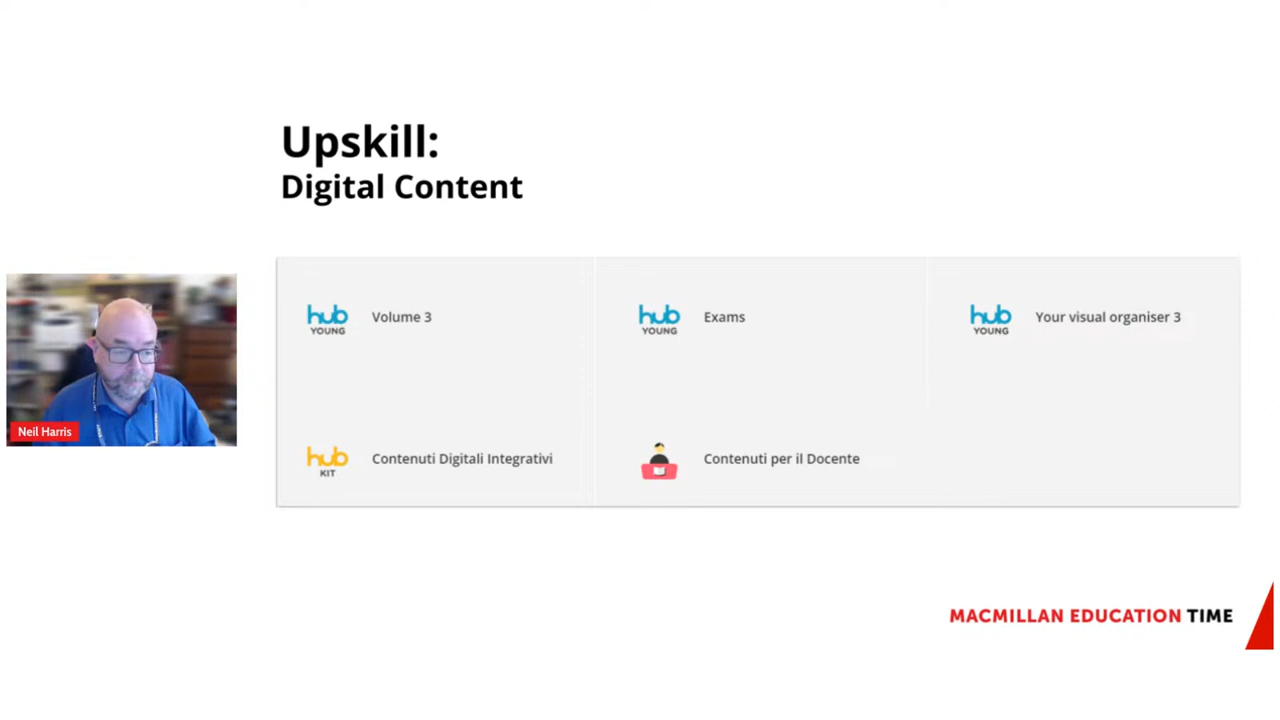 Upskill:
Digital Content
hub YOUNG Volume 3
hub YOUNG Exams
hub YOUNG Your visual organiser 3
Neil Harris
hub KIT Contenuti Digitali Integrativi
Contenuti per il Docente
MACMILLAN EDUCATION TIME